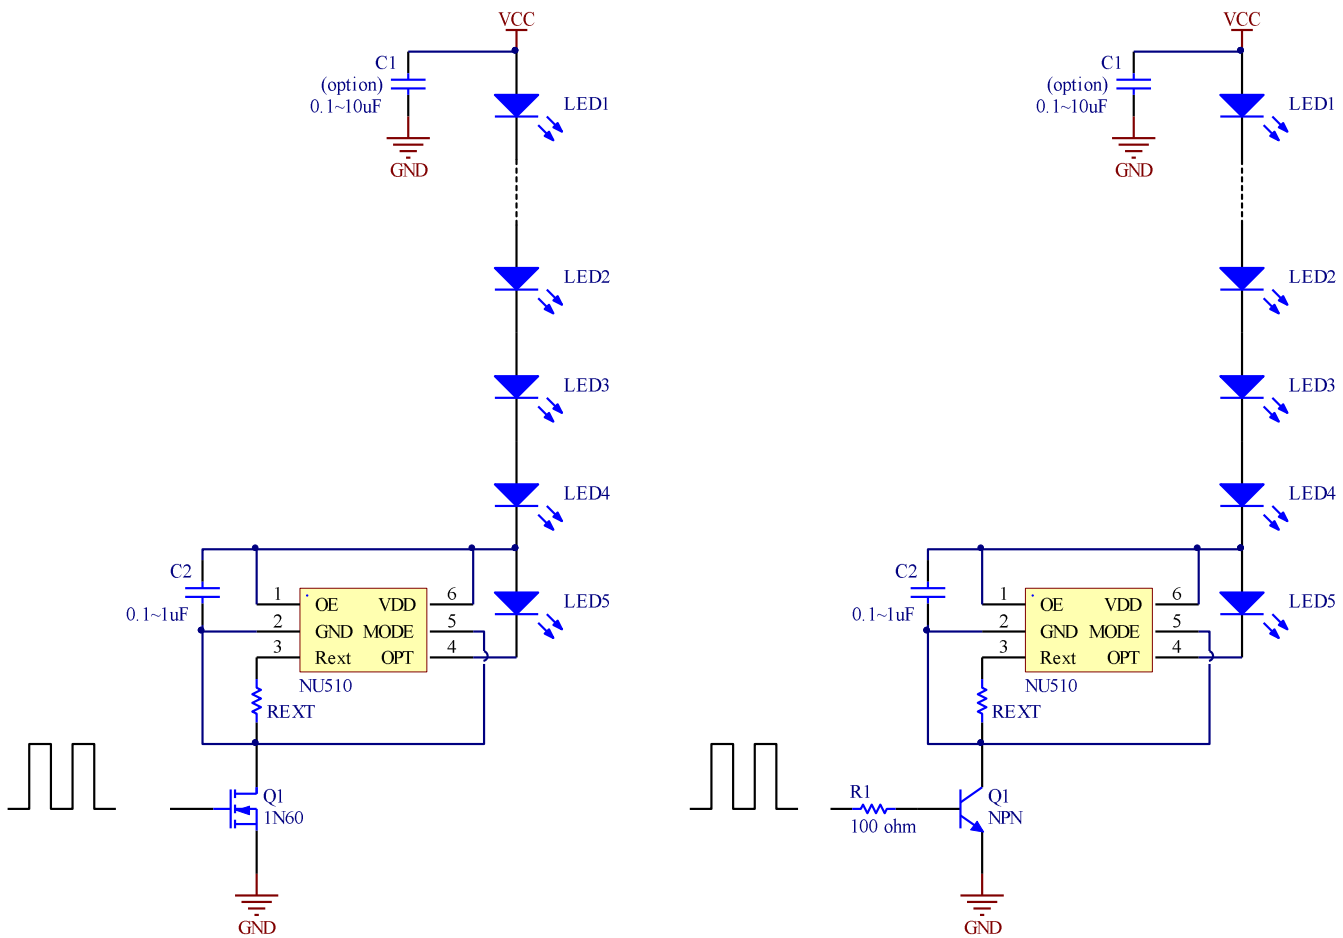 VCC
C1
(option)
0.1~10uF
GND
LED1
LED2
LED3
LED4
C2
0.1~1uF
1
2
3
OE
GND
Rext
VDD
MODE
OPT
6
5
4
LED5
NU510
REXT
Q1
1N60
GND
VCC
C1
(option)
0.1~10uF
GND
LED1
LED2
LED3
LED4
C2
0.1~1uF
1
2
3
OE
GND
Rext
VDD
MODE
OPT
6
5
4
LED5
NU510
REXT
R1
100 ohm
Q1
NPN
GND